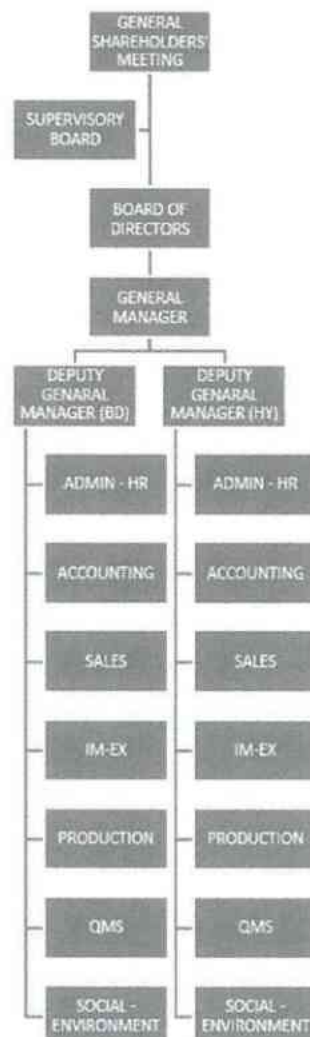 GENERAL
SHAREHOLDERS'
MEETING
SUPERVISORY
BOARD
BOARD OF
DIRECTORS
GENERAL
MANAGER
DEPUTY
GENARAL
MANAGER (BD)
DEPUTY
GENARAL
MANAGER (HY)
ADMIN - HR
ADMIN - HR
ACCOUNTING
ACCOUNTING
SALES
SALES
IM-EX
IM-EX
PRODUCTION
PRODUCTION
QMS
QMS
SOCIAL -
ENVIRONMENT
SOCIAL -
ENVIRONMENT